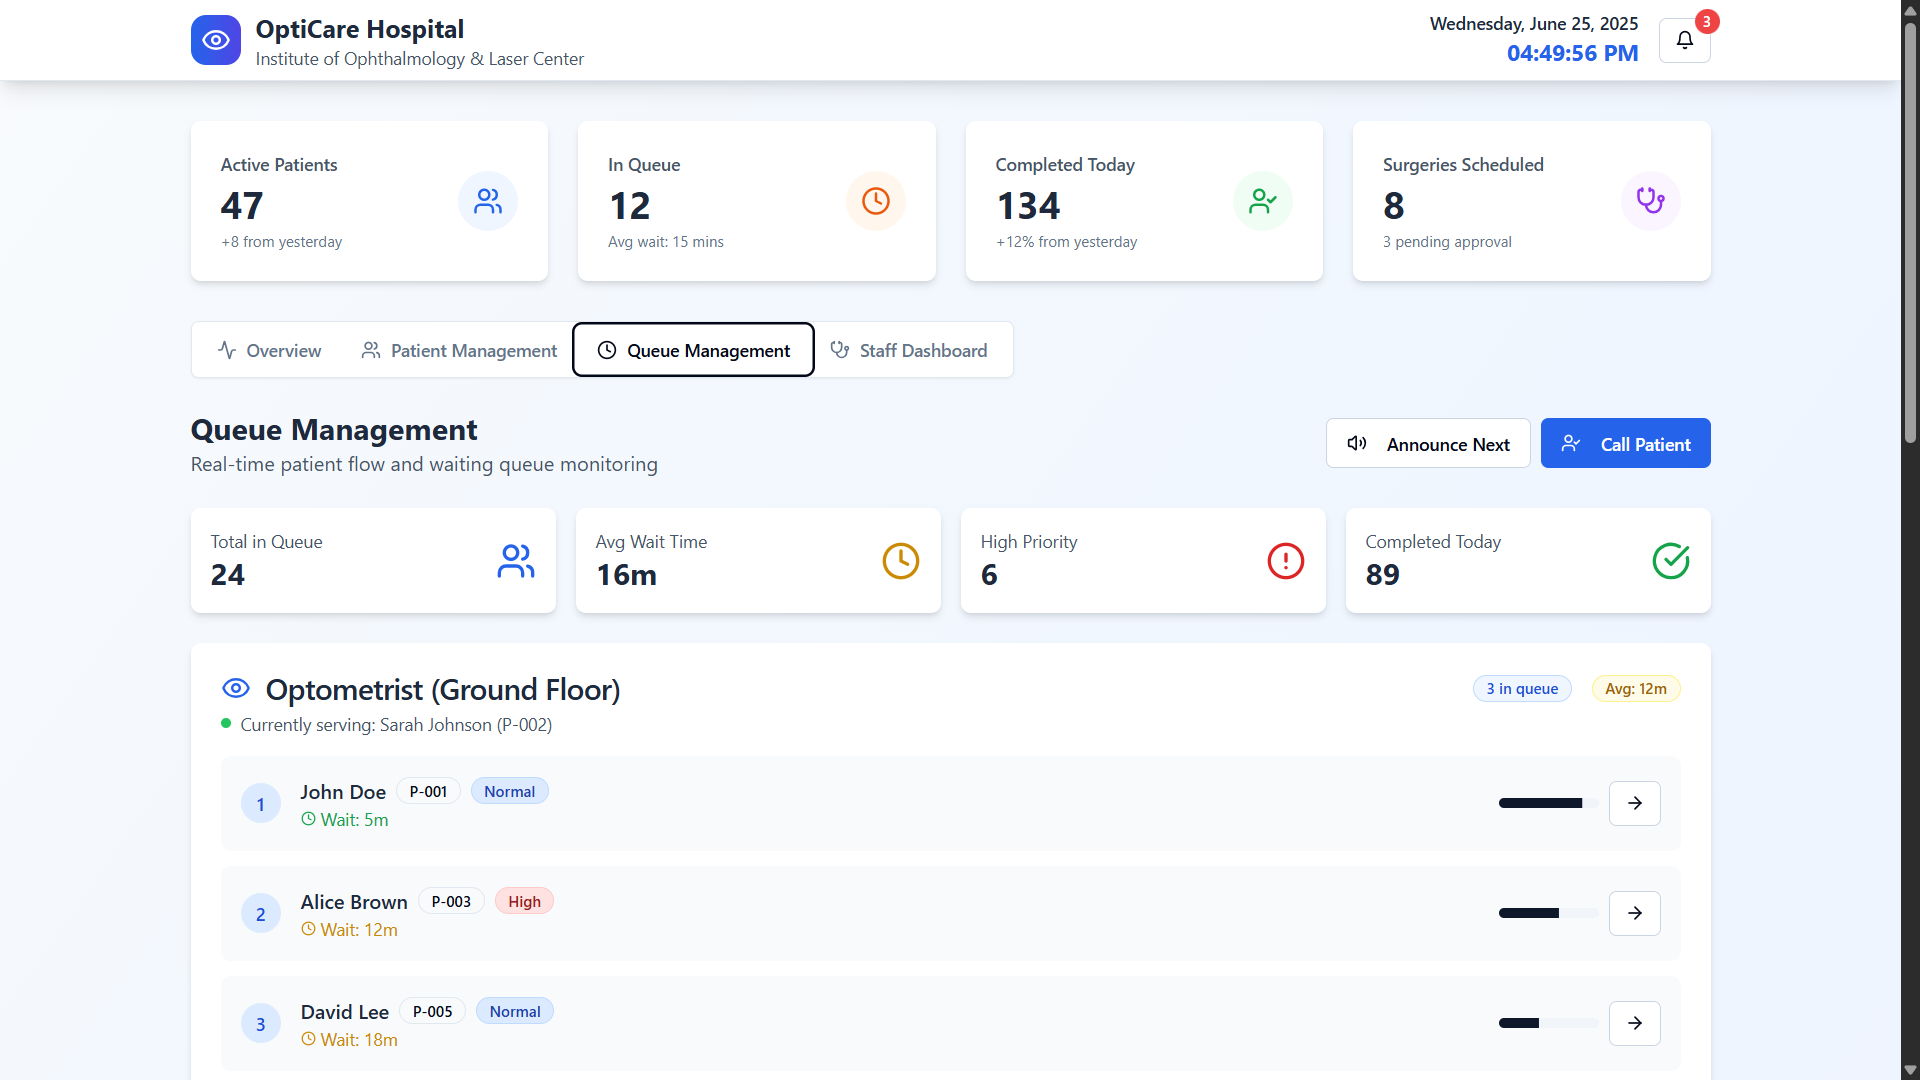 OptiCare Hospital
Institute of Ophthalmology & Laser Center
Wednesday, June 25, 2025
04:49:56 PM
3
Active Patients
47
+8 from yesterday
In Queue
12
Avg wait: 15 mins
Completed Today
134
+12% from yesterday
Surgeries Scheduled
8
3 pending approval
Overview
Patient Management
Queue Management
Staff Dashboard
Queue Management
Real-time patient flow and waiting queue monitoring
Announce Next
Call Patient
Total in Queue
24
Avg Wait Time
16m
High Priority
6
Completed Today
89
Optometrist (Ground Floor)
3 in queue
Avg: 12m
Currently serving: Sarah Johnson (P-002)
1
John Doe P-001 Normal
Wait: 5m
2
Alice Brown P-003 High
Wait: 12m
3
David Lee P-005 Normal
Wait: 18m